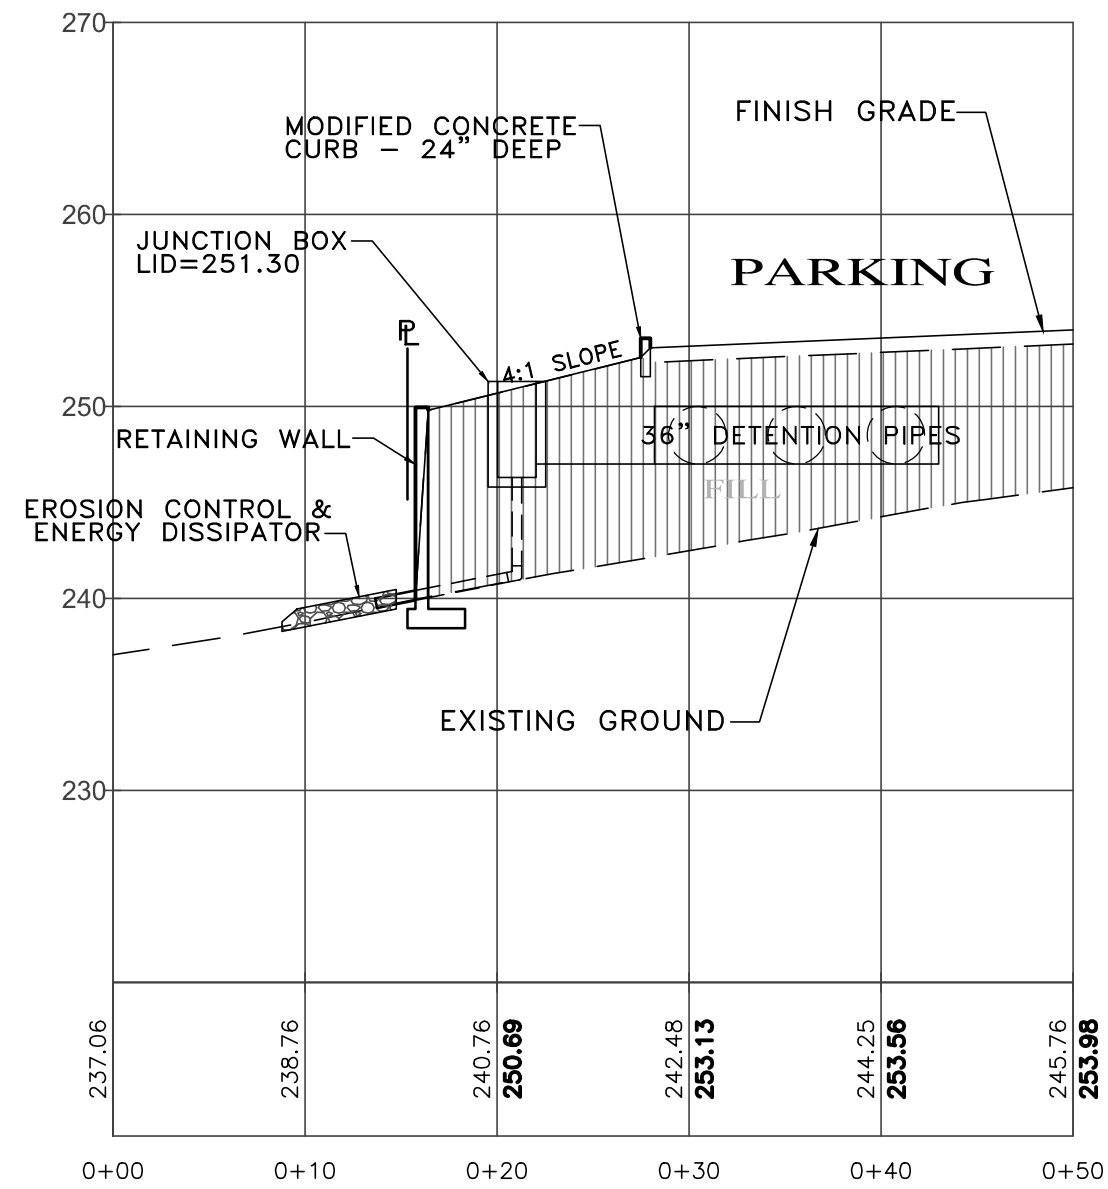 270
MODIFIED CONCRETE
CURB – 24" DEEP
FINISH GRADE
260
JUNCTION BOX
LID=251.30
PARKING
PL
4:1 SLOPE
250
RETAINING WALL
36" DETENTION PIPES
FILL
EROSION CONTROL &
ENERGY DISSIPATOR
240
EXISTING GROUND
230
237.06
238.76
240.76
250.69
242.48
253.13
244.25
253.56
245.76
253.98
0+00 0+10 0+20 0+30 0+40 0+50